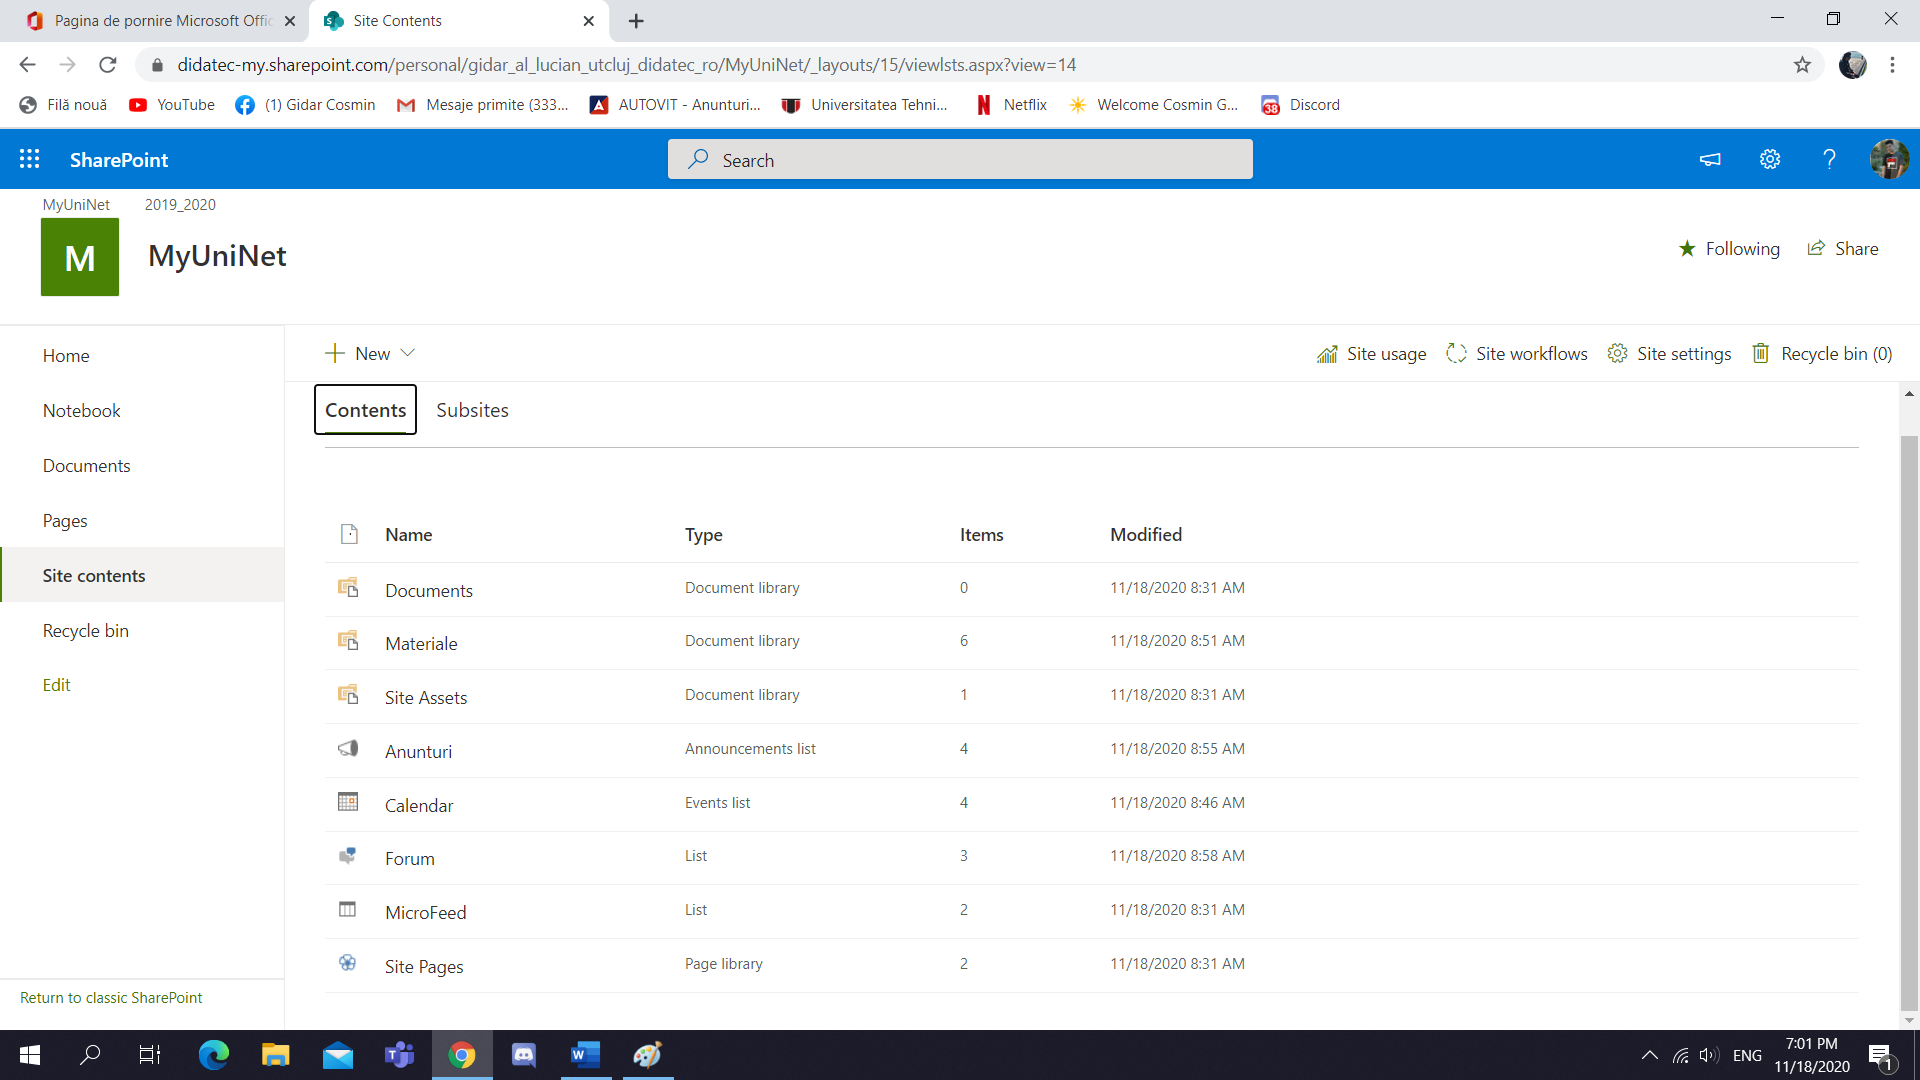 Pagina de pornire Microsoft Offic
Site Contents
didatec-my.sharepoint.com/personal/gidar_al_lucian_utcluj_didatec_ro/MyUniNet/_layouts/15/viewlsts.aspx?view=14
Filă nouă YouTube (1) Gidar Cosmin Mesaje primite (333... AUTOVIT - Anunturi... Universitatea Tehni... Netflix Welcome Cosmin G... 38 Discord
SharePoint Search
MyUniNet 2019_2020
M MyUniNet
Following Share
Home
Notebook
Documents
Pages
Site contents
Recycle bin
Edit
Return to classic SharePoint
New Site usage Site workflows Site settings Recycle bin (0)
Contents Subsites
Name Type Items Modified
Documents Document library 0 11/18/2020 8:31 AM
Materiale Document library 6 11/18/2020 8:51 AM
Site Assets Document library 1 11/18/2020 8:31 AM
Anunturi Announcements list 4 11/18/2020 8:55 AM
Calendar Events list 4 11/18/2020 8:46 AM
Forum List 3 11/18/2020 8:58 AM
MicroFeed List 2 11/18/2020 8:31 AM
Site Pages Page library 2 11/18/2020 8:31 AM
ENG
7:01 PM
11/18/2020
1